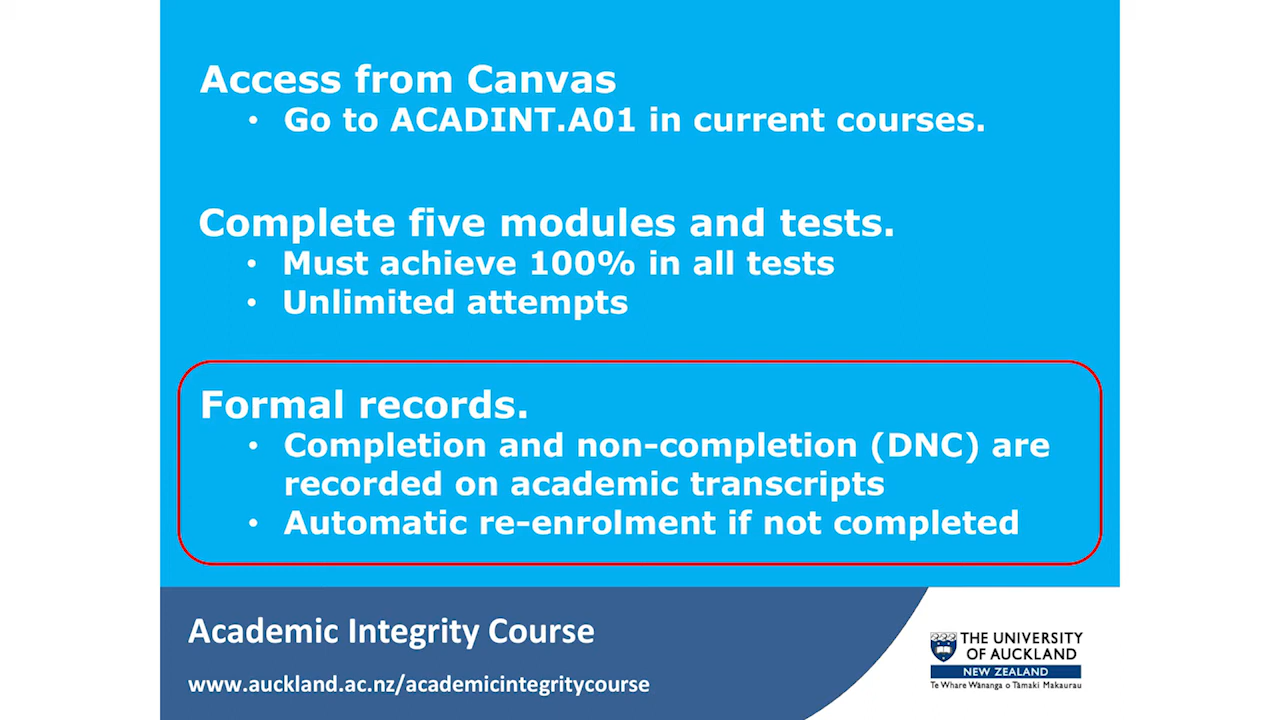 Access from Canvas
• Go to ACADINT.A01 in current courses.
Complete five modules and tests.
• Must achieve 100% in all tests
• Unlimited attempts
Formal records.
• Completion and non-completion (DNC) are
recorded on academic transcripts
• Automatic re-enrolment if not completed
Academic Integrity Course
www.auckland.ac.nz/academicintegritycourse
THE UNIVERSITY
OF AUCKLAND
NEW ZEALAND
Te Whare Wānanga o Tāmaki Makaurau